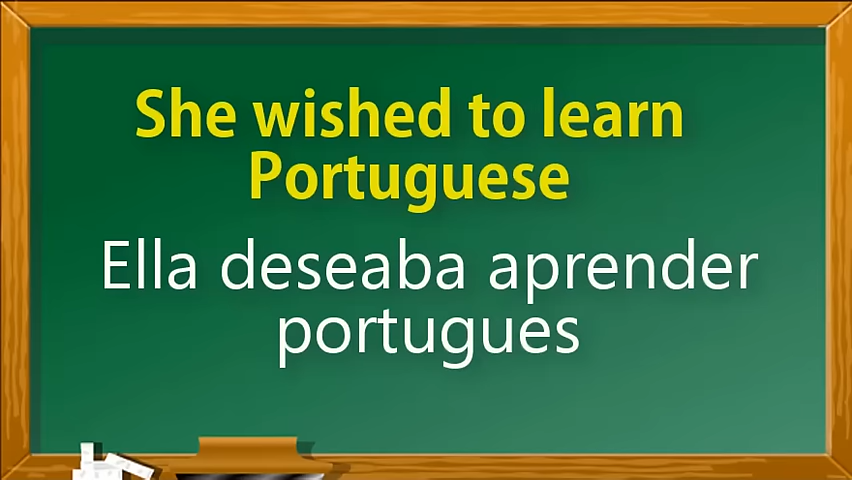 She wished to learn
Portuguese
Ella deseaba aprender
portugues